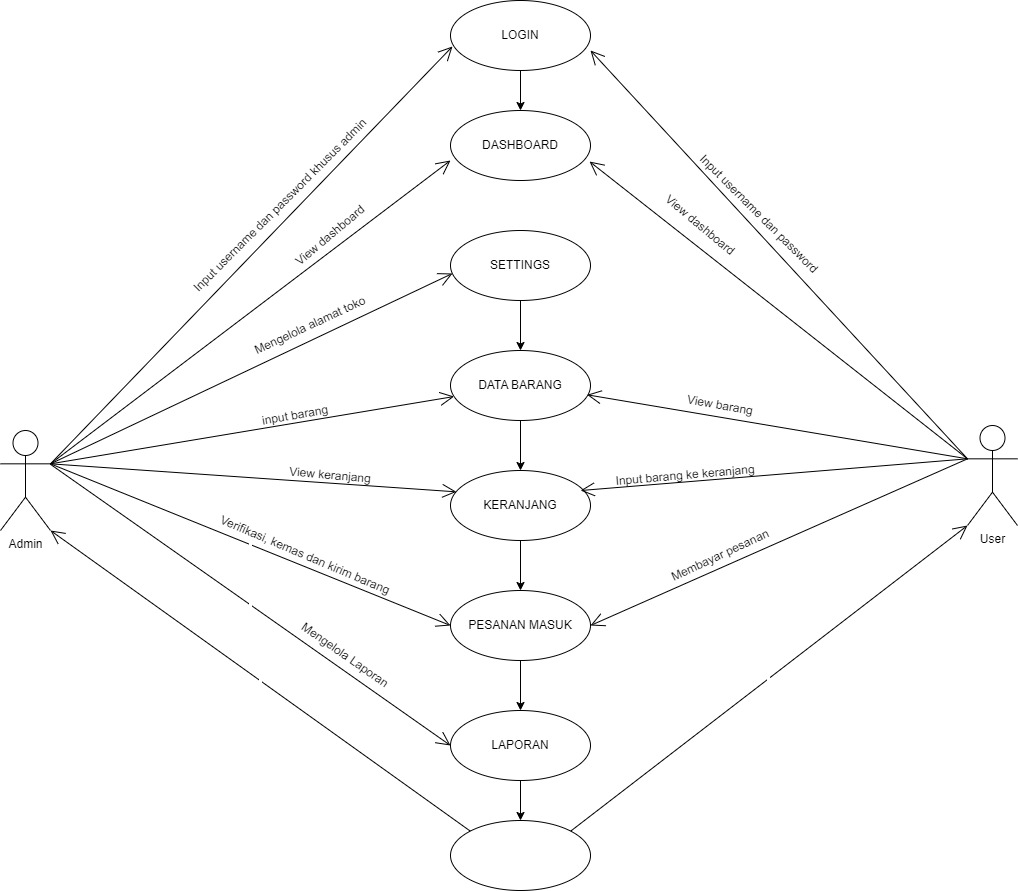 LOGIN
Input username dan password khusus admin
Input username dan password
DASHBOARD
View dashboard
View dashboard
SETTINGS
Mengelola alamat toko
DATA BARANG
input barang
View barang
View keranjang
Input barang ke keranjang
KERANJANG
Admin
User
Verifikasi, kemas dan kirim barang
Membayar pesanan
PESANAN MASUK
Mengelola Laporan
LAPORAN